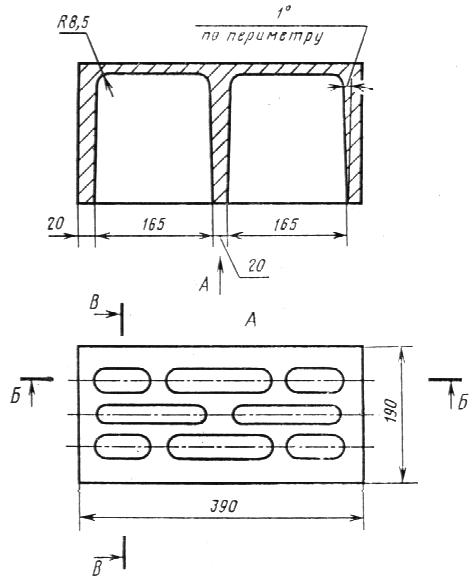 R8,5
1°
по периметру
20
165
165
20
А
В
А
Б
Б
190
390
В